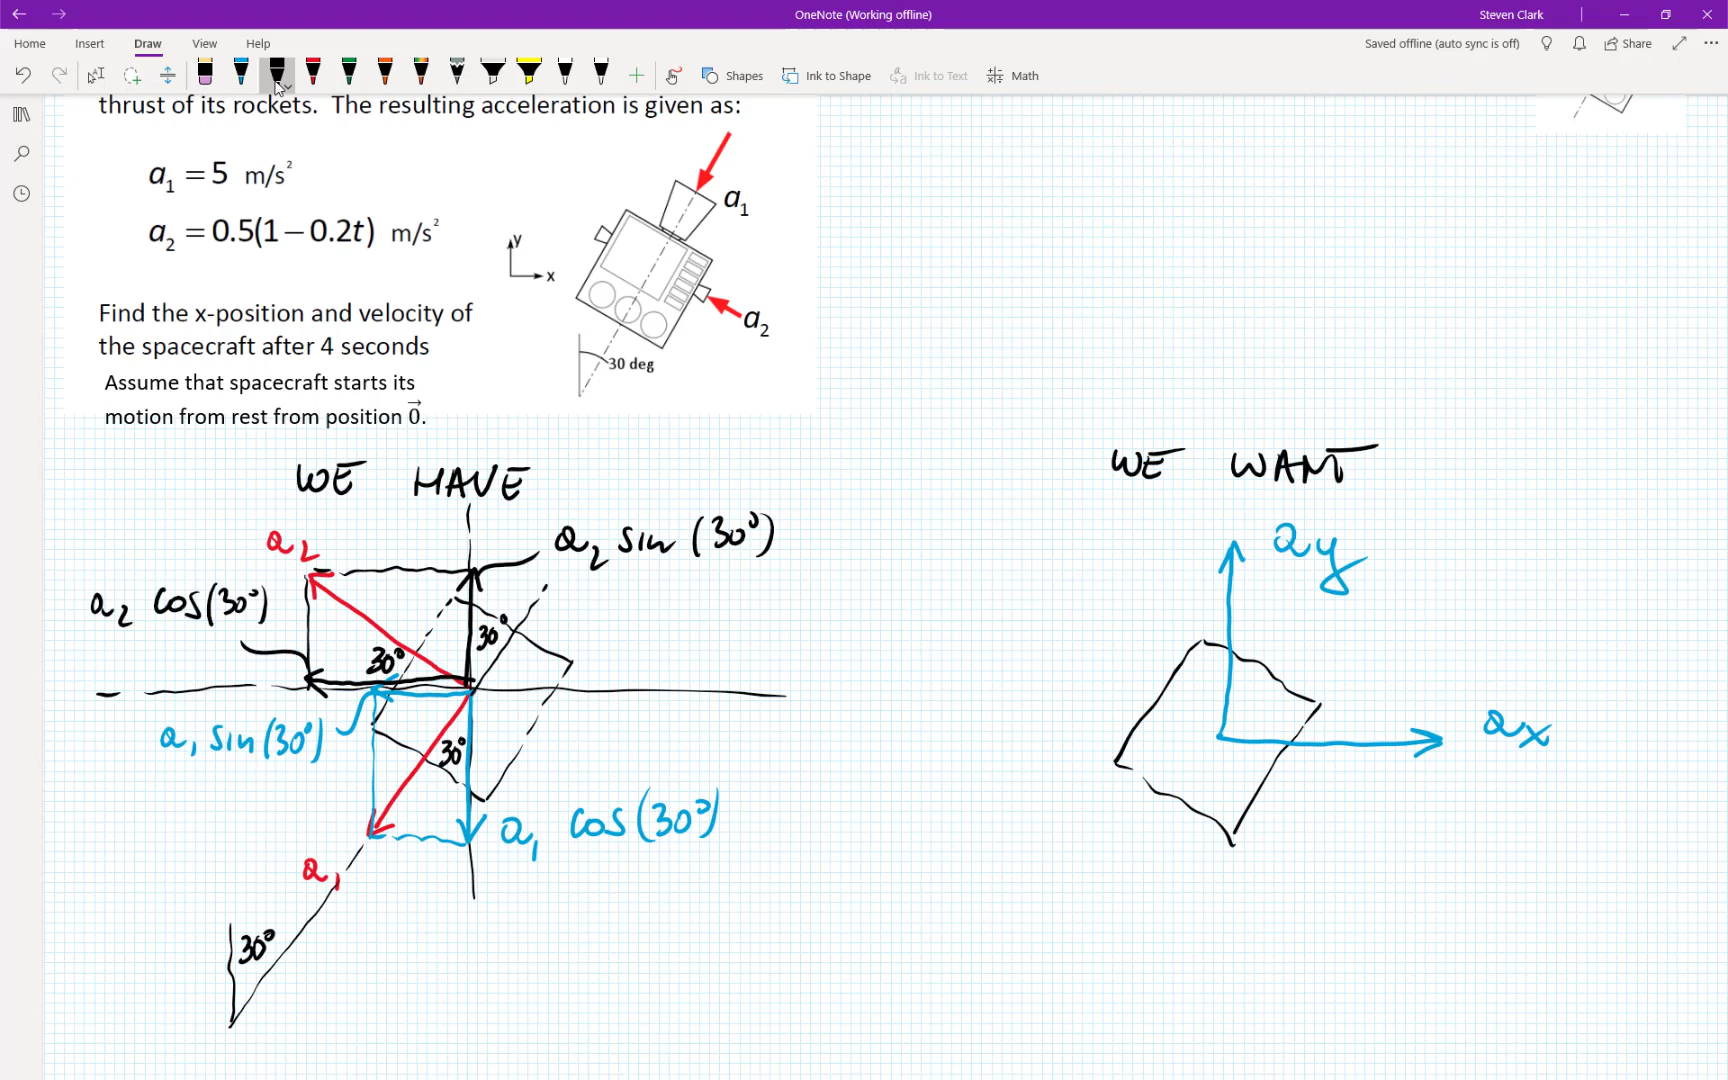 OneNote (Working offline)
Steven Clark
Home Insert Draw View Help
Saved offline (auto sync is off)
Share
Shapes
Ink to Shape
Ink to Text
Math
thrust of its rockets. The resulting acceleration is given as:
a₁ = 5 m/s²
a₂ = 0.5(1 – 0.2t) m/s²
y
x
a₁
a₂
30 deg
Find the x-position and velocity of
the spacecraft after 4 seconds
Assume that spacecraft starts its
motion from rest from position 0⃗.
WE HAVE
a₂
a₂ sin (30°)
a₂ cos(30°)
30°
30°
a₁ sin(30°)
30°
a₁ cos(30°)
a₁
30°
WE WANT
ay
ax